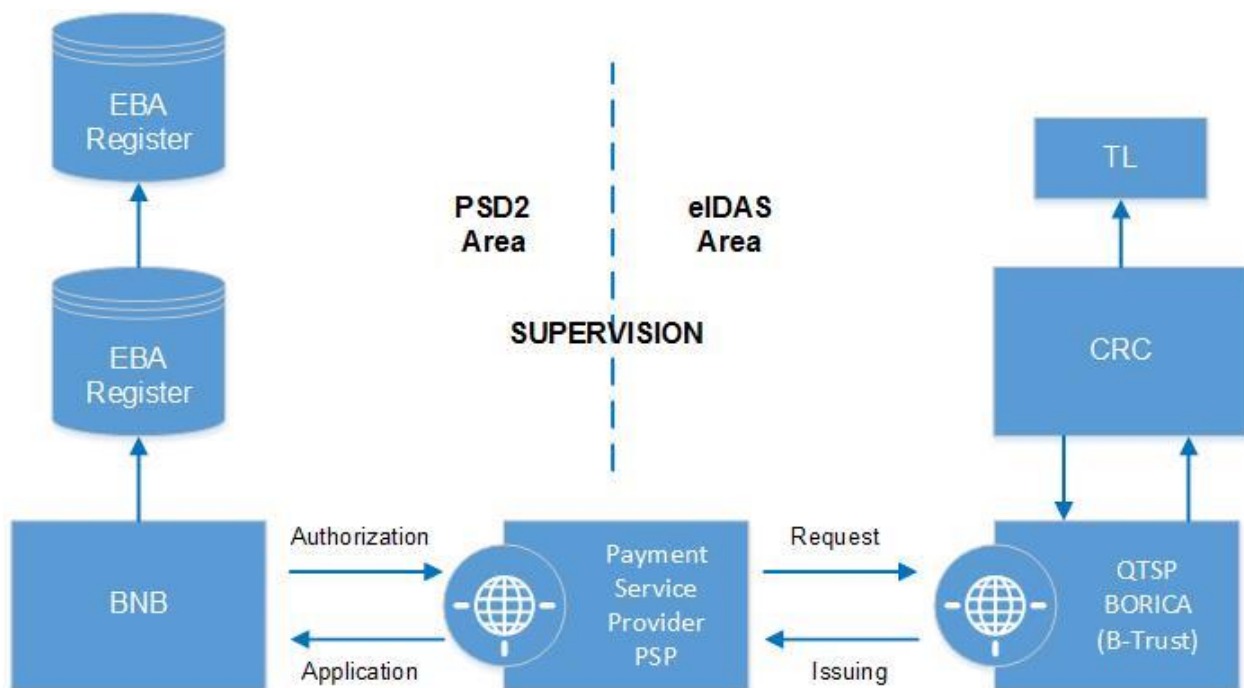 EBA
Register
TL
PSD2
Area
eIDAS
Area
EBA
Register
SUPERVISION
CRC
BNB
Authorization
Application
Payment
Service
Provider
PSP
Request
Issuing
QTSP
BORICA
(B-Trust)